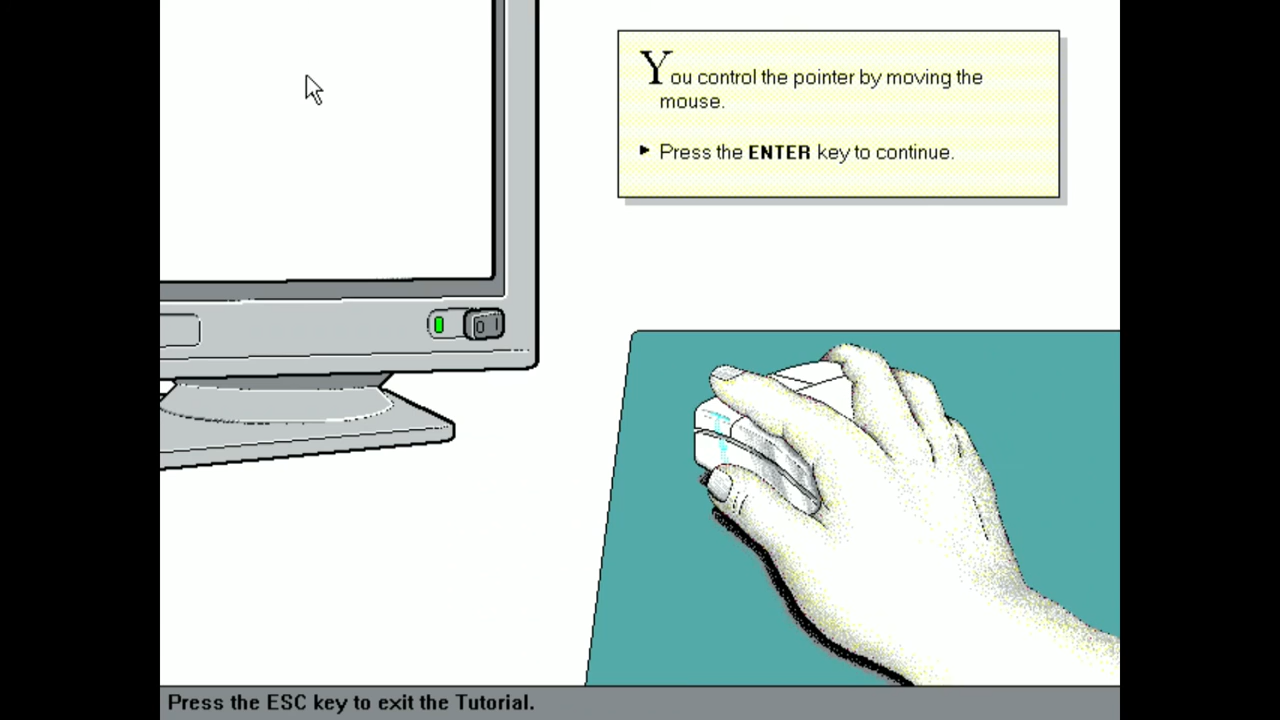 You control the pointer by moving the
mouse.
► Press the ENTER key to continue.
Press the ESC key to exit the Tutorial.